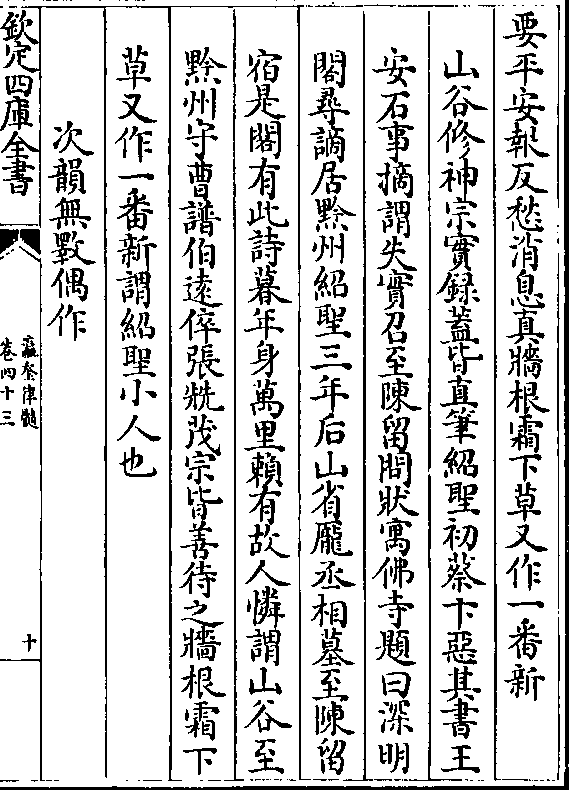 要平安報反愁消息真牆根霜下草又作一番新
山谷修神宗實録蓋皆直筆紹聖初蔡卞惡其書王
安石事摘謂失實召至陳留問狀寓佛寺題曰深明
閣尋謫居黔州紹聖三年后山省龐丞相墓至陳留
宿是閣有此詩暮年身萬里賴有故人憐謂山谷至
黔州守曹譜伯逺倅張兟茂宗皆善待之牆根霜下
草又作一番新謂紹聖小人也
次韻無斁偶作
欽定四庫全書
瀛奎律髓
卷四十三
十